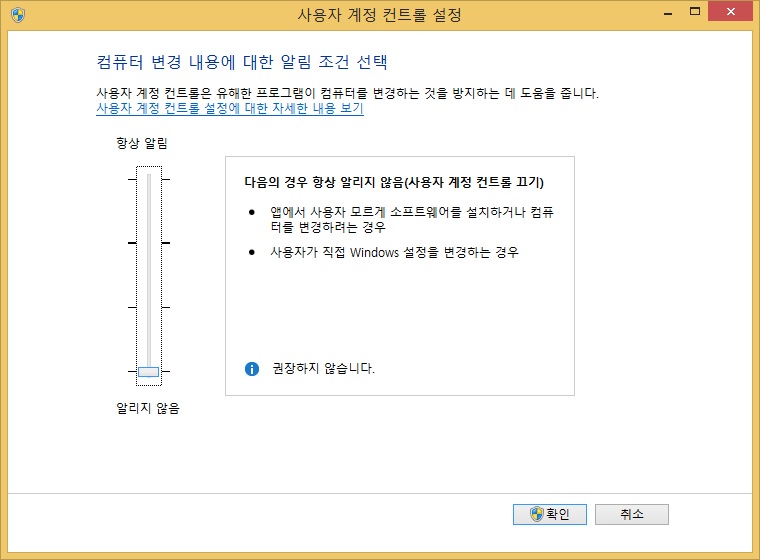 사용자 계정 컨트롤 설정
컴퓨터 변경 내용에 대한 알림 조건 선택
사용자 계정 컨트롤은 유해한 프로그램이 컴퓨터를 변경하는 것을 방지하는 데 도움을 줍니다.
사용자 계정 컨트롤 설정에 대한 자세한 내용 보기
항상 알림
다음의 경우 항상 알리지 않음(사용자 계정 컨트롤 끄기)
● 앱에서 사용자 모르게 소프트웨어를 설치하거나 컴퓨
터를 변경하려는 경우
● 사용자가 직접 Windows 설정을 변경하는 경우
권장하지 않습니다.
알리지 않음
확인
취소